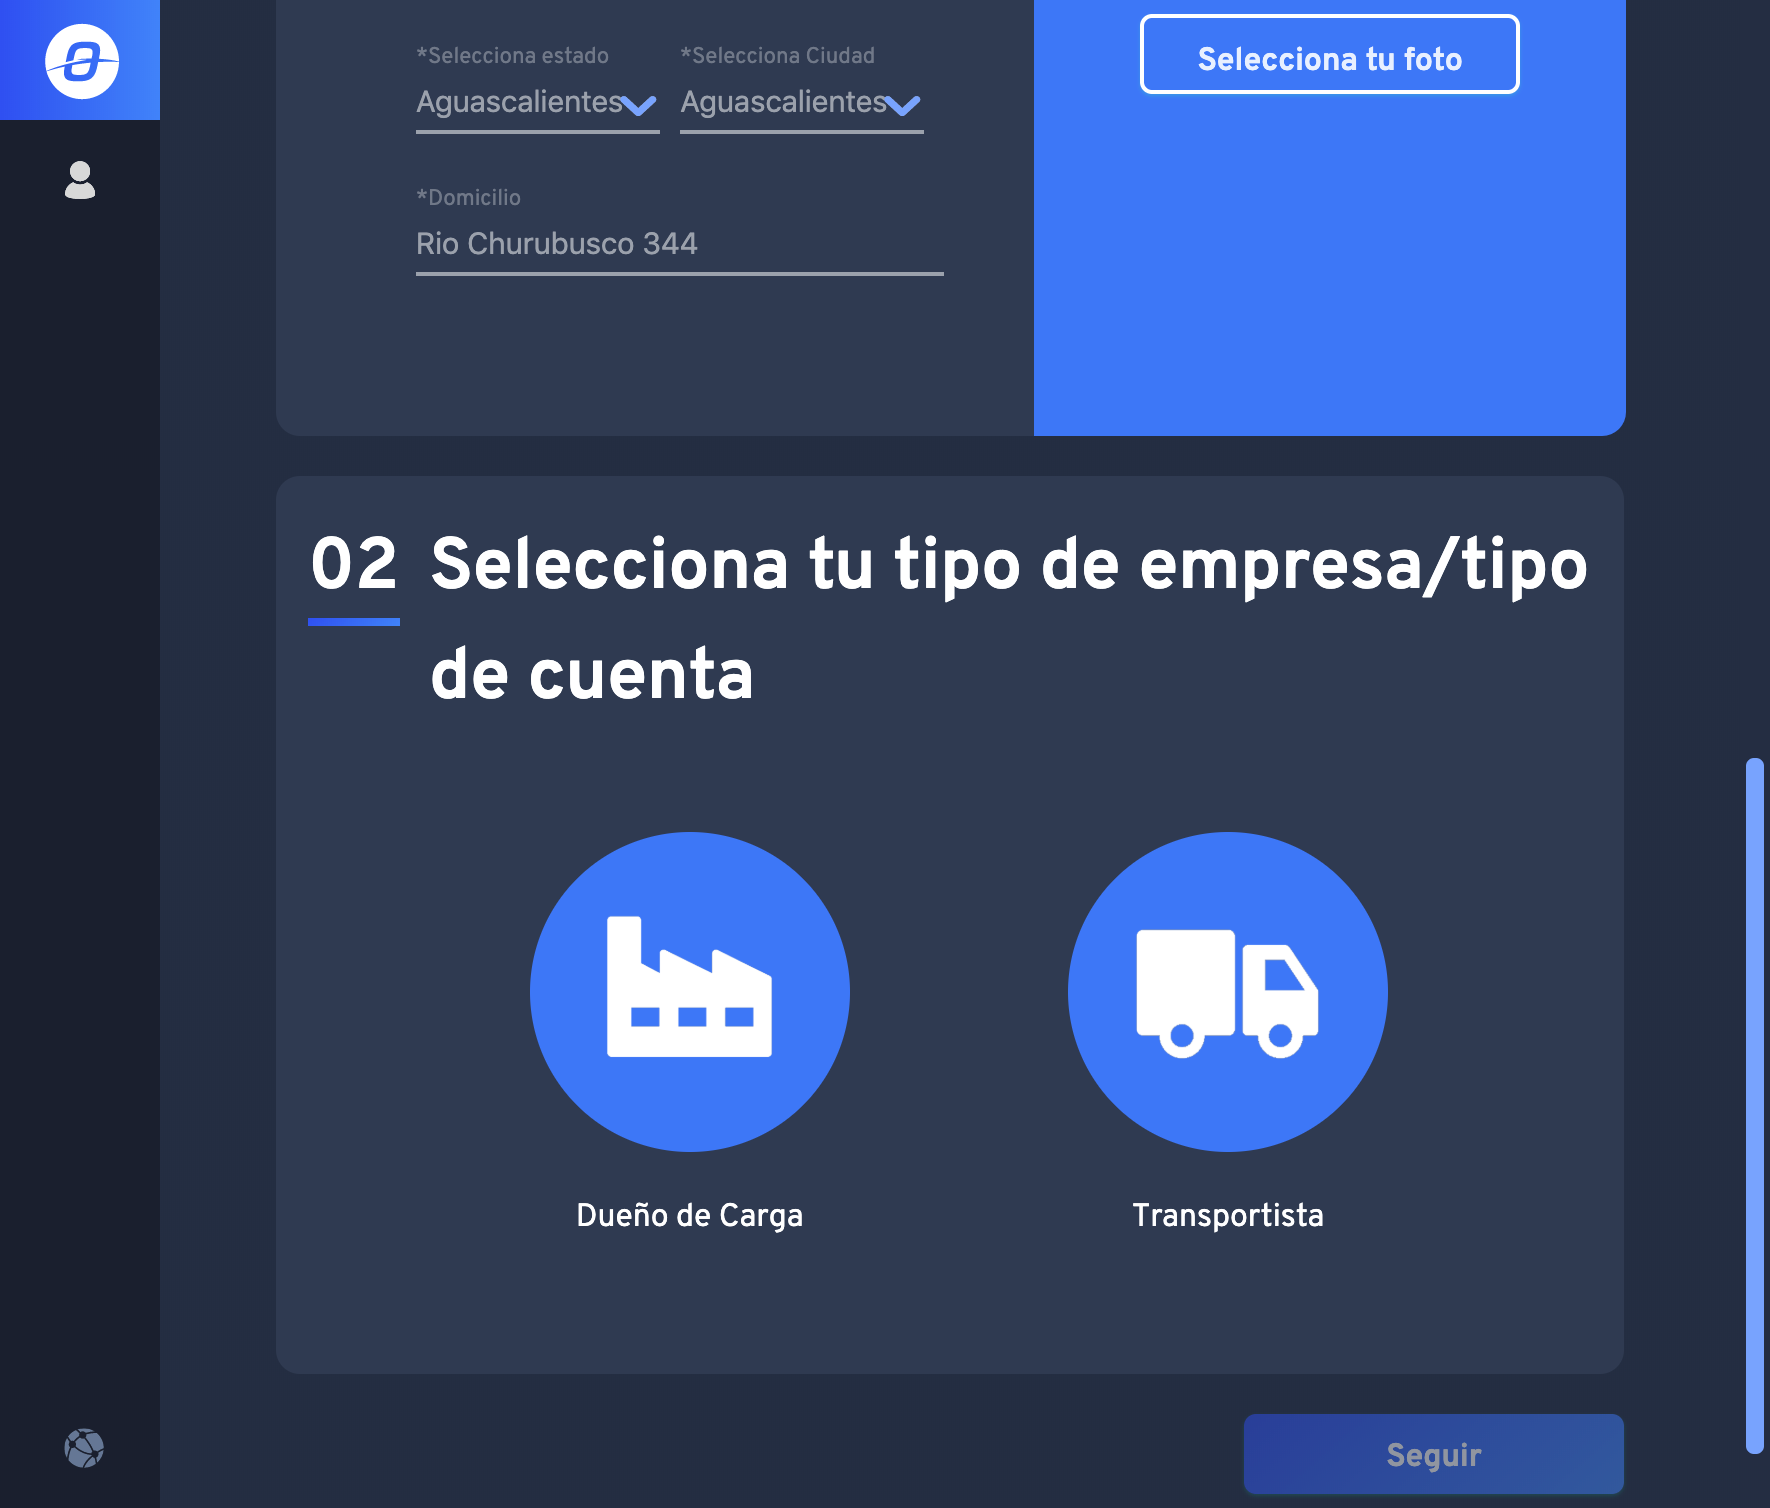 *Selecciona estado *Selecciona Ciudad
Aguascalientes Aguascalientes
*Domicilio
Rio Churubusco 344
Selecciona tu foto
02 Selecciona tu tipo de empresa/tipo
de cuenta
Dueño de Carga
Transportista
Seguir